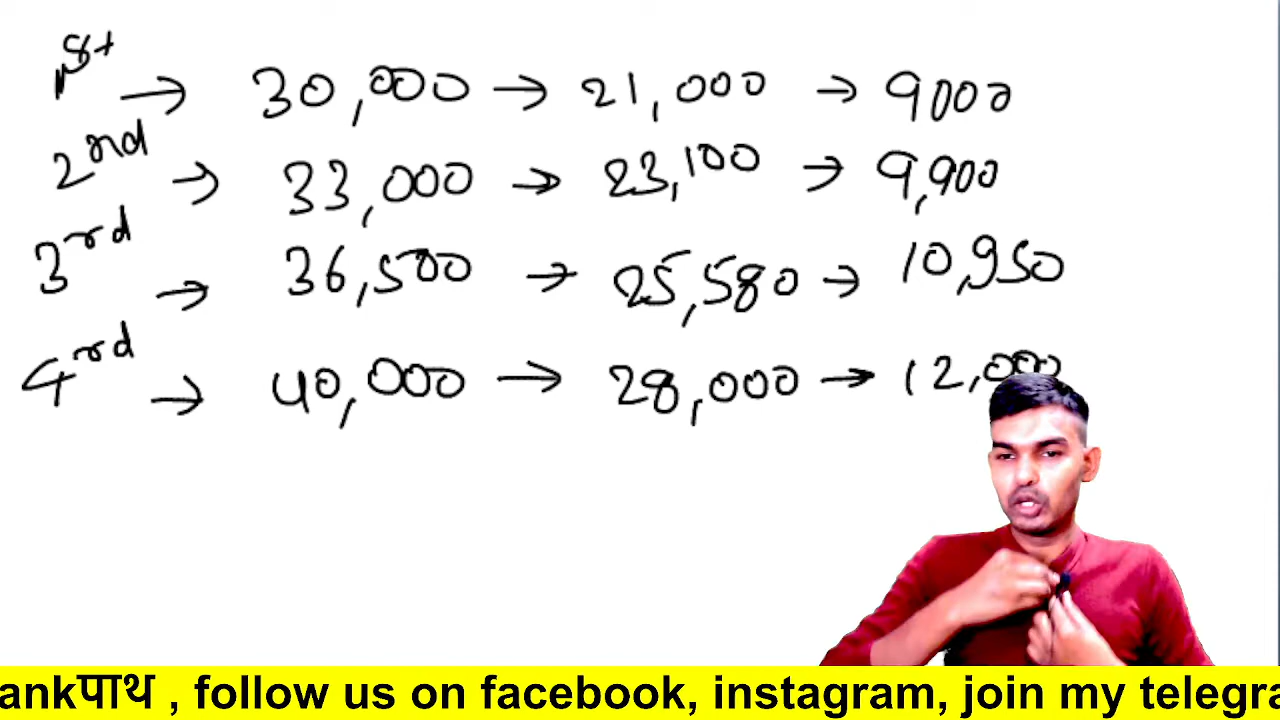 1st → 30,000 → 21,000 → 9000
2nd → 33,000 → 23,100 → 9,900
3rd → 36,500 → 25,580 → 10,950
4rd → 40,000 → 28,000 → 12,000
ankपाथ , follow us on facebook, instagram, join my telegra